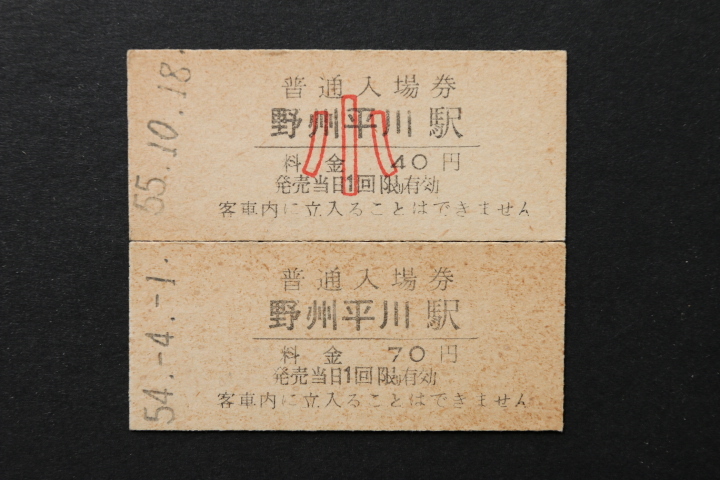 55.10.18.
普通入場券
小
野州平川駅
料金 40円
発売当日1回限り有効
客車内に立入ることはできません
54.-4.-1.
普通入場券
野州平川駅
料金 70円
発売当日1回限り有効
客車内に立入ることはできません